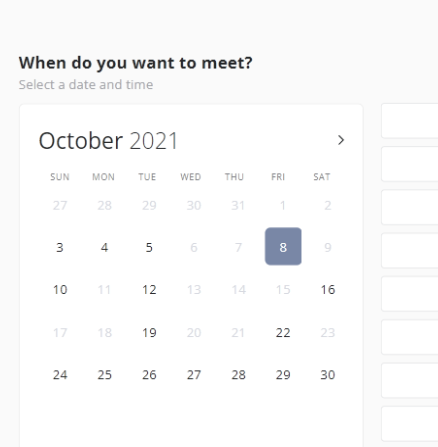 When do you want to meet?
Select a date and time
October 2021
SUN MON TUE WED THU FRI SAT
27 28 29 30 31 1 2
3 4 5 6 7 8 9
10 11 12 13 14 15 16
17 18 19 20 21 22 23
24 25 26 27 28 29 30